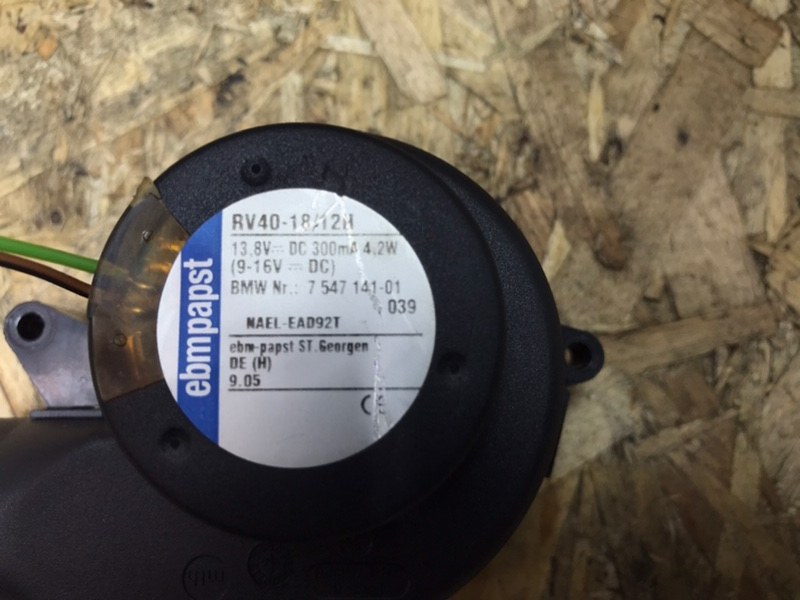 ebmpapst
RV40-18/12H
13.8V⎓ DC 300mA 4.2W
(9-16V ⎓ DC)
BMW Nr.: 7 547 141-01
039
NAEL-EAD92T
ebm-papst ST.Georgen
DE (H)
9.05
CE